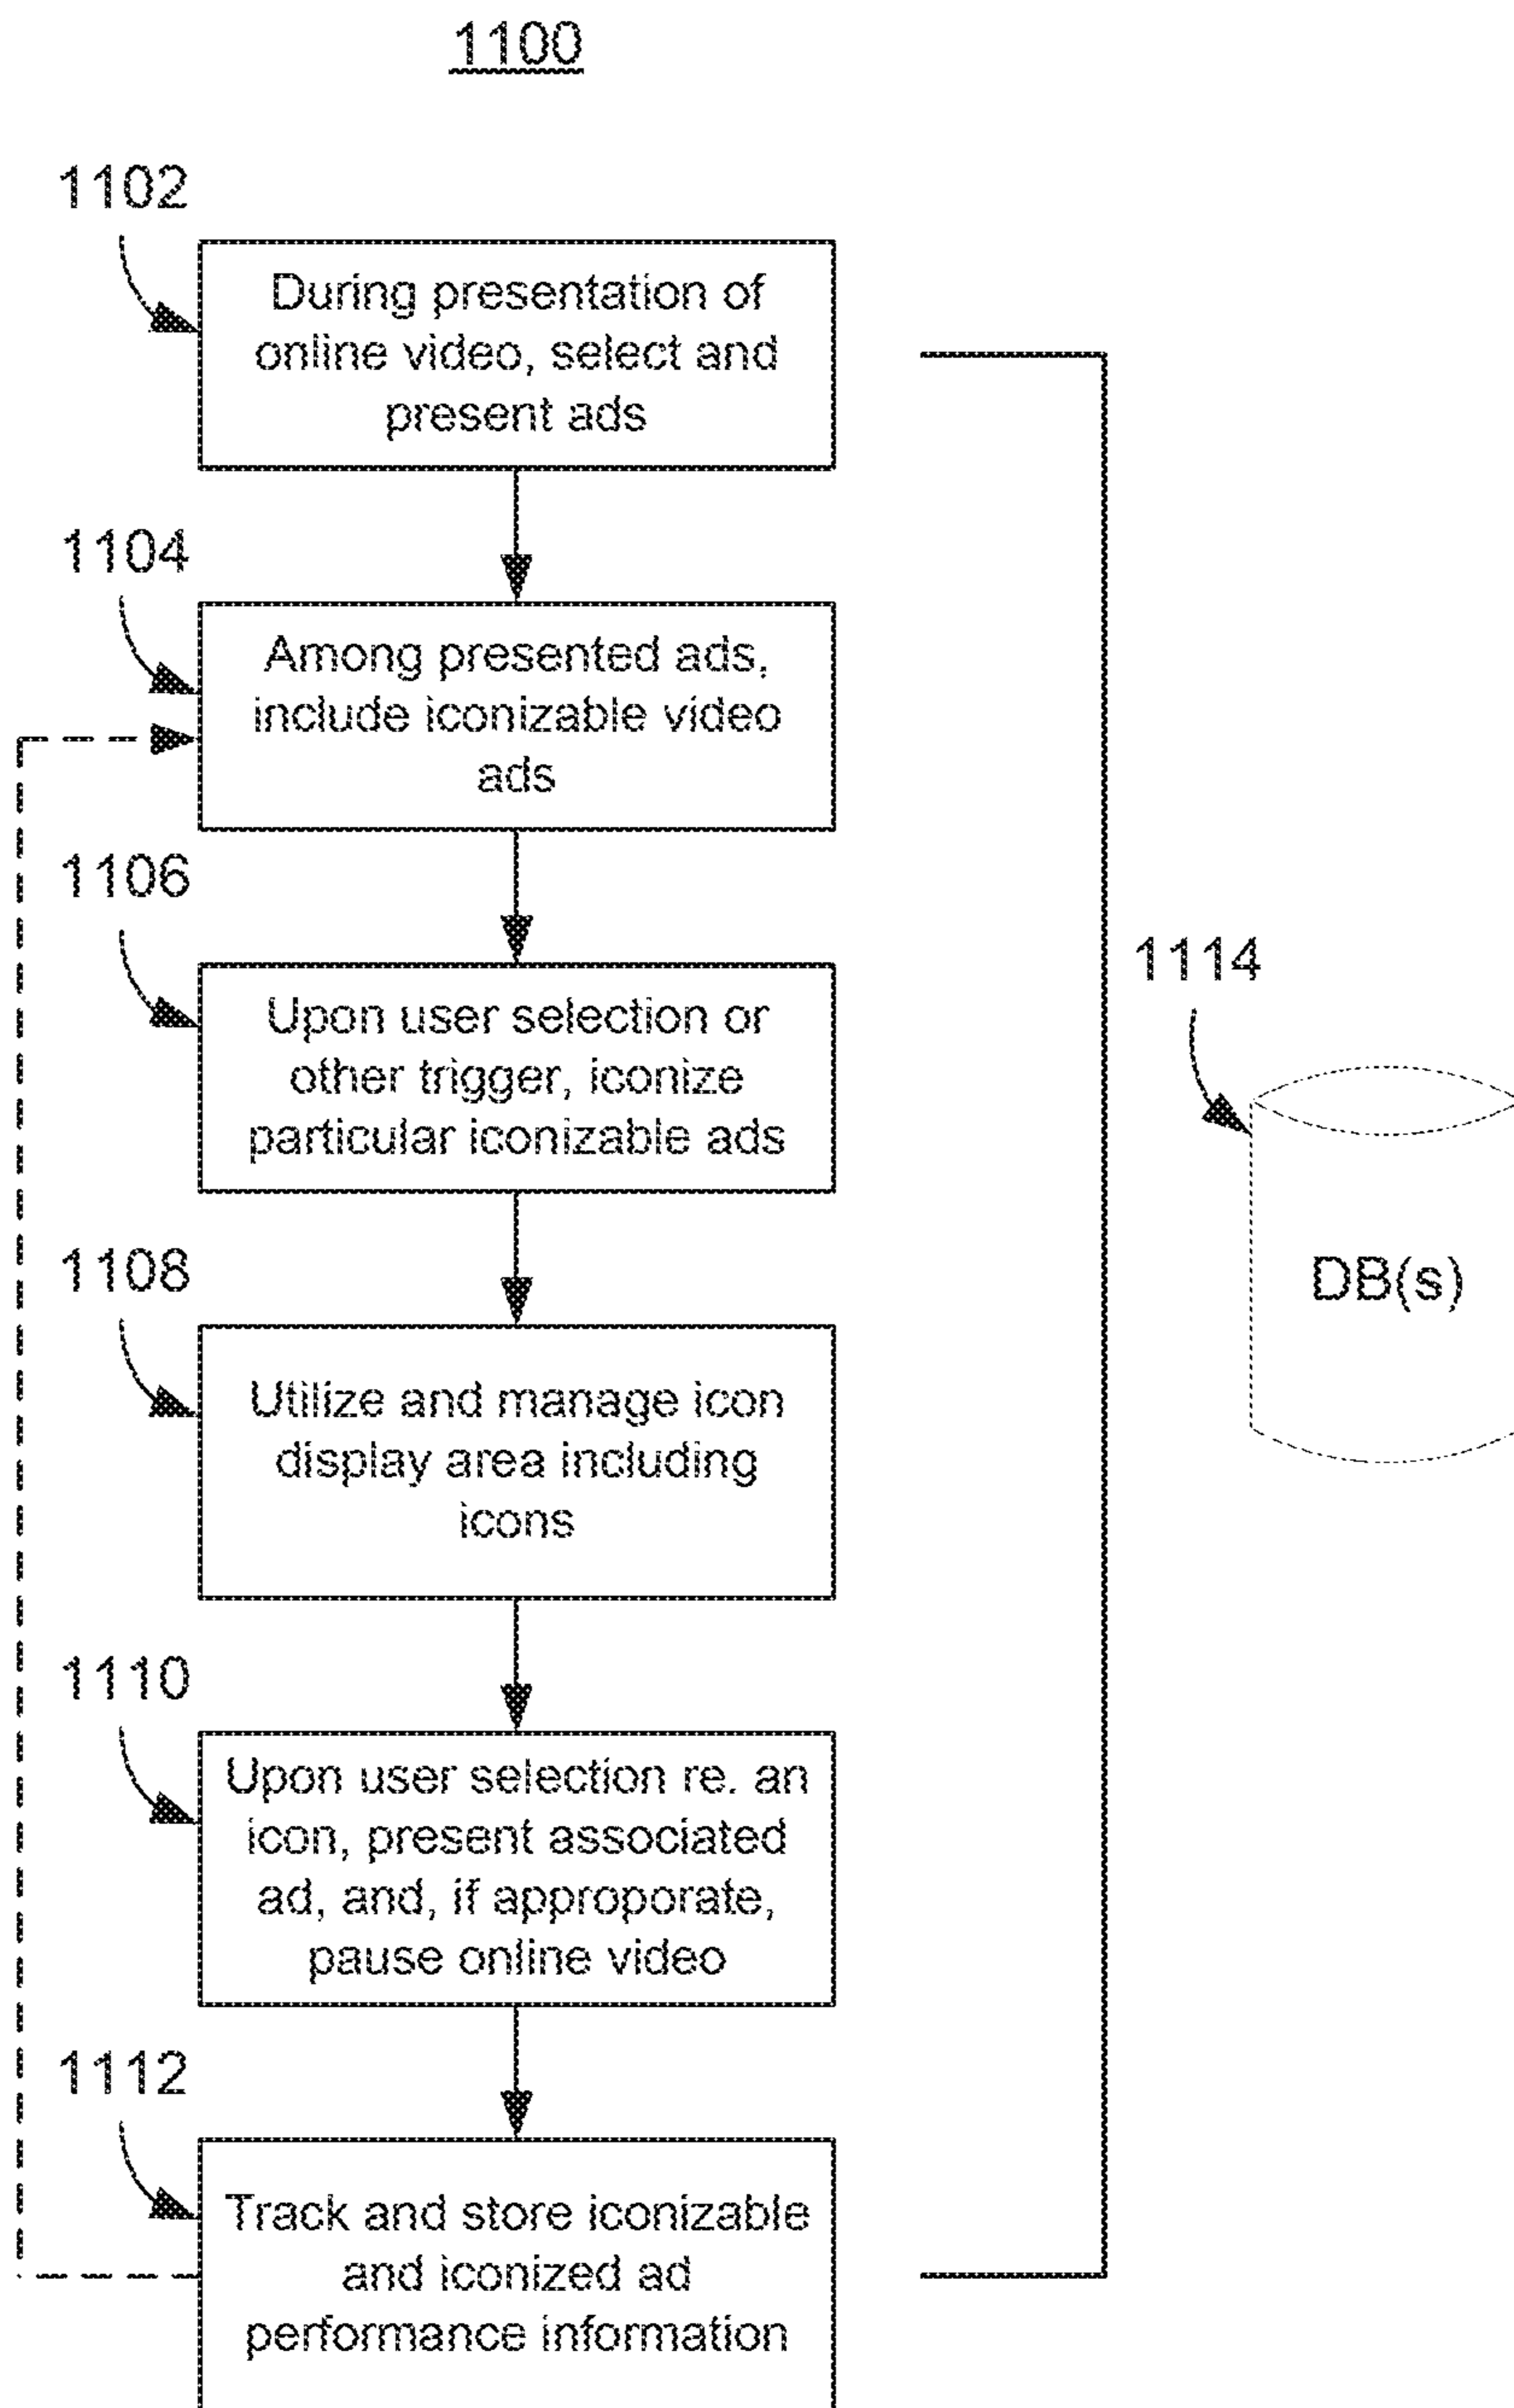 1100
1102
During presentation of
online video, select and
present ads
1104
Among presented ads,
include iconizable video
ads
1106
Upon user selection or
other trigger, iconize
particular iconizable ads
1108
Utilize and manage icon
display area including
icons
1110
Upon user selection re. an
icon, present associated
ad, and, if approporate,
pause online video
1112
Track and store iconizable
and iconized ad
performance information
1114
DB(s)